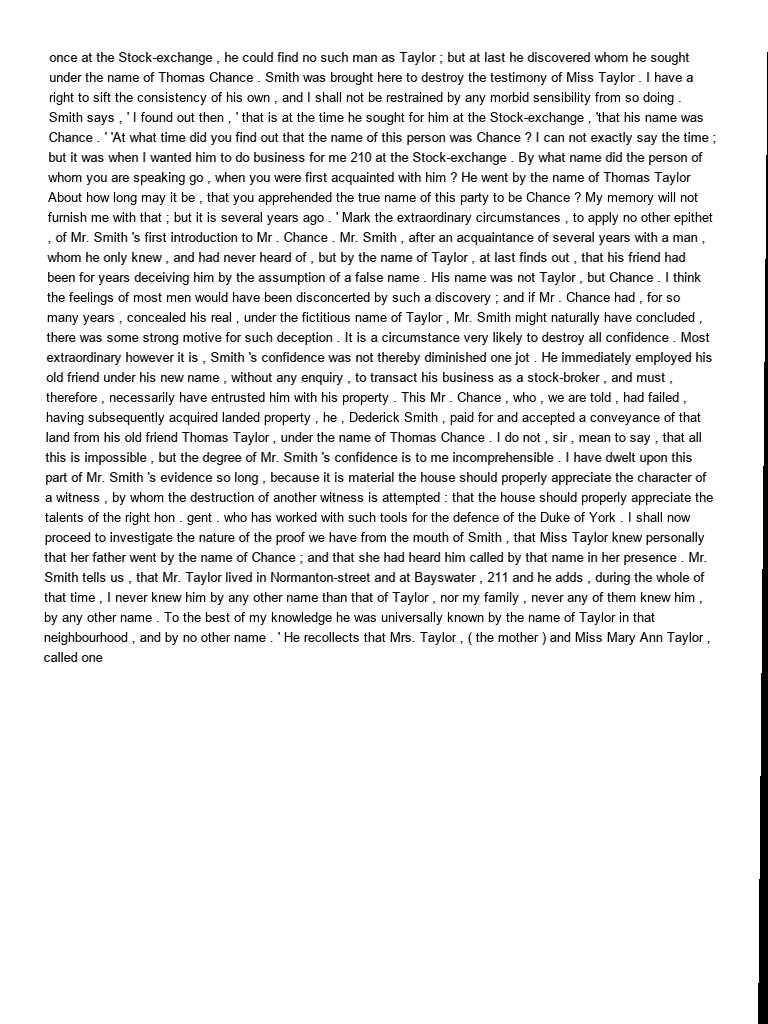 once at the Stock-exchange , he could find no such man as Taylor ; but at last he discovered whom he sought
under the name of Thomas Chance . Smith was brought here to destroy the testimony of Miss Taylor . I have a
right to sift the consistency of his own , and I shall not be restrained by any morbid sensibility from so doing .
Smith says , ' I found out then , ' that is at the time he sought for him at the Stock-exchange , 'that his name was
Chance . ' 'At what time did you find out that the name of this person was Chance ? I can not exactly say the time ;
but it was when I wanted him to do business for me 210 at the Stock-exchange . By what name did the person of
whom you are speaking go , when you were first acquainted with him ? He went by the name of Thomas Taylor
About how long may it be , that you apprehended the true name of this party to be Chance ? My memory will not
furnish me with that ; but it is several years ago . ' Mark the extraordinary circumstances , to apply no other epithet
, of Mr. Smith 's first introduction to Mr . Chance . Mr. Smith , after an acquaintance of several years with a man ,
whom he only knew , and had never heard of , but by the name of Taylor , at last finds out , that his friend had
been for years deceiving him by the assumption of a false name . His name was not Taylor , but Chance . I think
the feelings of most men would have been disconcerted by such a discovery ; and if Mr . Chance had , for so
many years , concealed his real , under the fictitious name of Taylor , Mr. Smith might naturally have concluded ,
there was some strong motive for such deception . It is a circumstance very likely to destroy all confidence . Most
extraordinary however it is , Smith 's confidence was not thereby diminished one jot . He immediately employed his
old friend under his new name , without any enquiry , to transact his business as a stock-broker , and must ,
therefore , necessarily have entrusted him with his property . This Mr . Chance , who , we are told , had failed ,
having subsequently acquired landed property , he , Dederick Smith , paid for and accepted a conveyance of that
land from his old friend Thomas Taylor , under the name of Thomas Chance . I do not , sir , mean to say , that all
this is impossible , but the degree of Mr. Smith 's confidence is to me incomprehensible . I have dwelt upon this
part of Mr. Smith 's evidence so long , because it is material the house should properly appreciate the character of
a witness , by whom the destruction of another witness is attempted : that the house should properly appreciate the
talents of the right hon . gent . who has worked with such tools for the defence of the Duke of York . I shall now
proceed to investigate the nature of the proof we have from the mouth of Smith , that Miss Taylor knew personally
that her father went by the name of Chance ; and that she had heard him called by that name in her presence . Mr.
Smith tells us , that Mr. Taylor lived in Normanton-street and at Bayswater , 211 and he adds , during the whole of
that time , I never knew him by any other name than that of Taylor , nor my family , never any of them knew him ,
by any other name . To the best of my knowledge he was universally known by the name of Taylor in that
neighbourhood , and by no other name . ' He recollects that Mrs. Taylor , ( the mother ) and Miss Mary Ann Taylor ,
called one